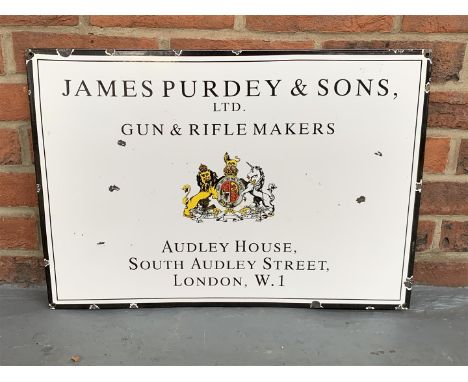 JAMES PURDEY & SONS,
LTD.
GUN & RIFLE MAKERS
AUDLEY HOUSE,
SOUTH AUDLEY STREET,
LONDON, W.1